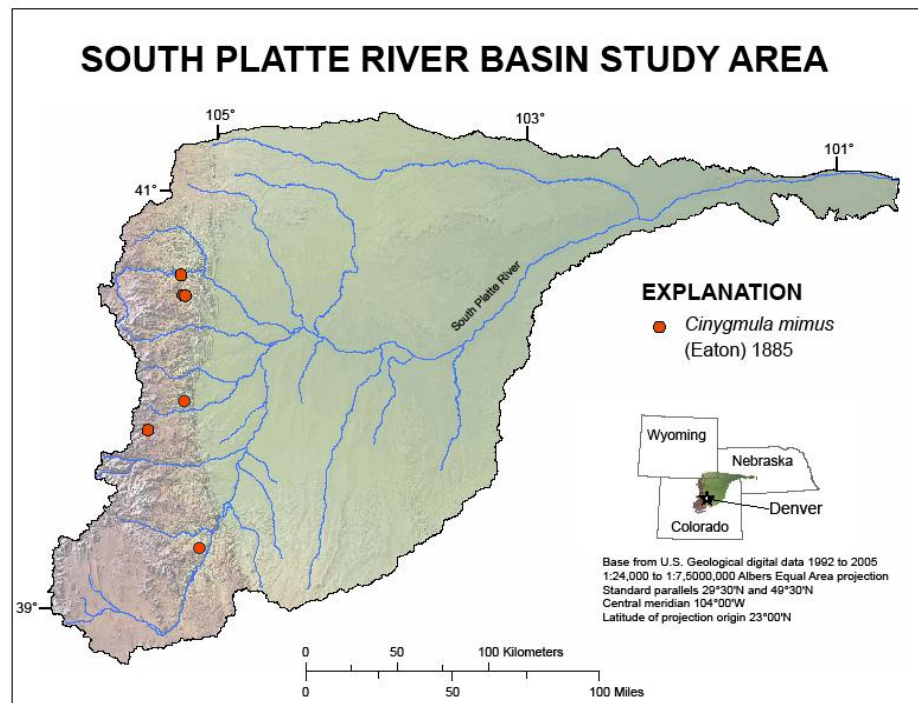 SOUTH PLATTE RIVER BASIN STUDY AREA
105°
103°
101°
41°
South Platte River
EXPLANATION
Cinygmula mimus
(Eaton) 1885
Wyoming
Nebraska
Denver
Colorado
Base from U.S. Geological digital data 1992 to 2005
1:24,000 to 1:7,5000,000 Albers Equal Area projection
Standard parallels 29°30'N and 49°30'N
Central meridian 104°00'W
Latitude of projection origin 23°00'N
39°
0 50 100 Kilometers
0 50 100 Miles